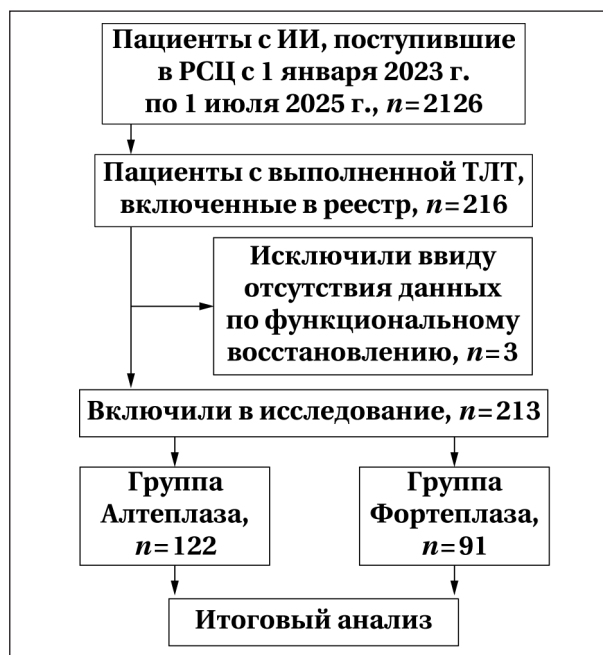 Пациенты с ИИ, поступившие
в РСЦ с 1 января 2023 г.
по 1 июля 2025 г., n=2126
Пациенты с выполненной ТЛТ,
включенные в реестр, n=216
Исключили ввиду
отсутствия данных
по функциональному
восстановлению, n=3
Включили в исследование, n=213
Группа
Алтеплаза,
n=122
Группа
Фортеплаза,
n=91
Итоговый анализ